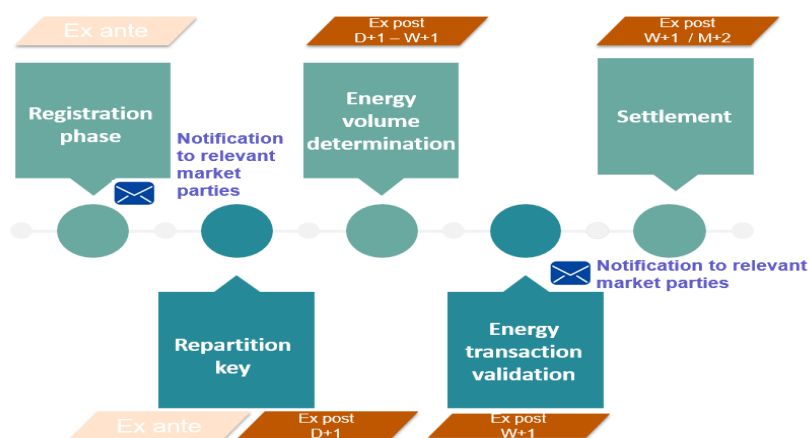 Ex ante
Ex post
D+1 – W+1
Ex post
W+1 / M+2
Registration
phase
Energy
volume
determination
Settlement
Notification
to relevant
market
parties
Notification to relevant
market parties
Repartition
key
Energy
transaction
validation
Ex ante
Ex post
D+1
Ex post
W+1